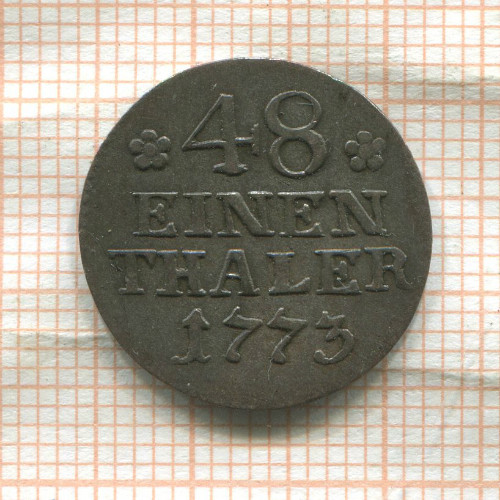 48
EINEN
THALER
1773